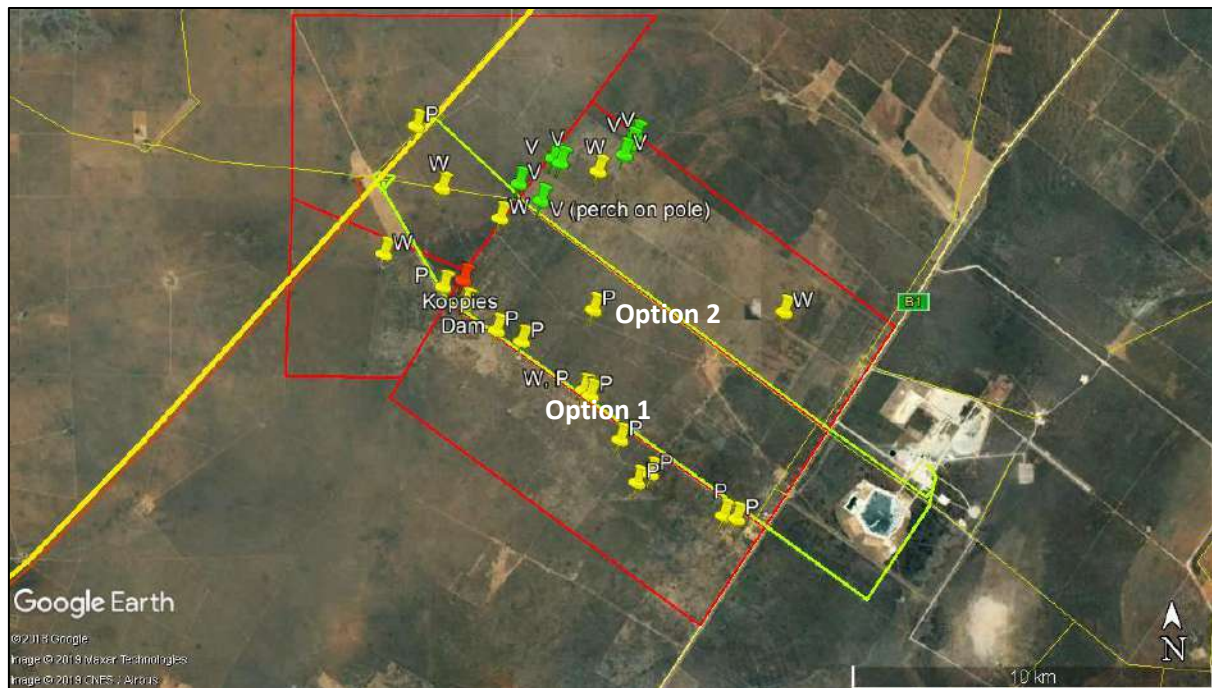 P
V V
V V
V
W
W
V
W
V (perch on pole)
W
P
Koppies
Dam
P
P
P
Option 2
W
B1
W, P
P
Option 1
P
P
P
P
P
Google Earth
©2018 Google
Image © 2019 Maxar Technologies
Image © 2019 CNES / Airbus
N
10 km